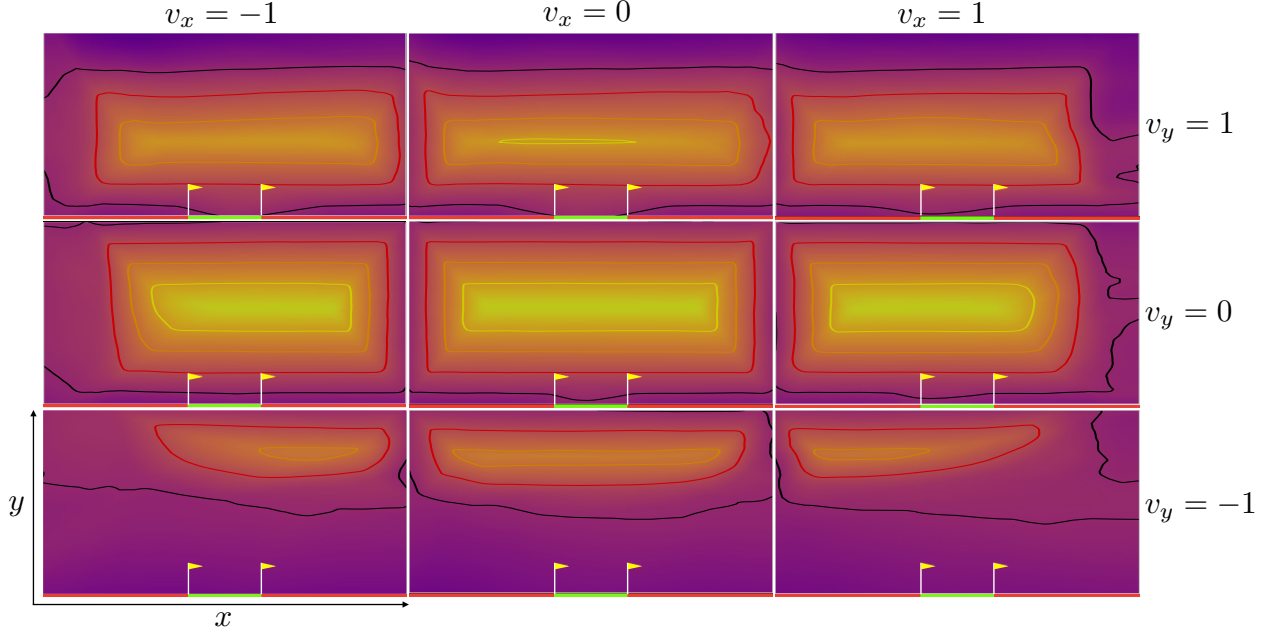 $v_x = -1$ $v_x = 0$ $v_x = 1$
$v_y = 1$
$v_y = 0$
$y$
$v_y = -1$
$x$